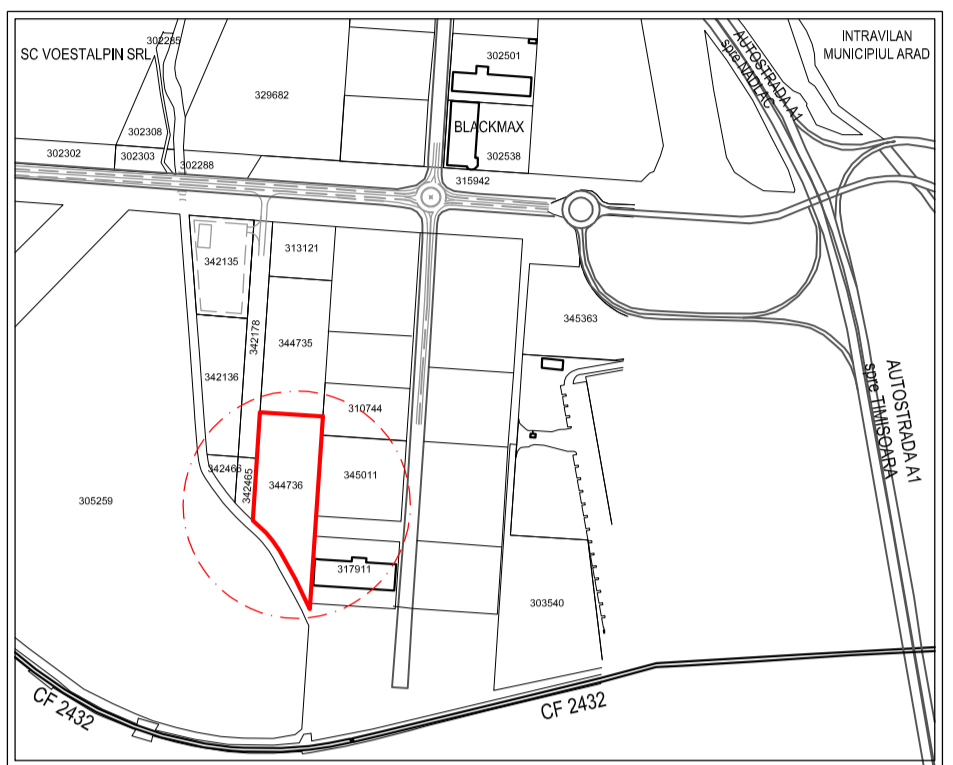 302285
SC VOESTALPIN SRL
302501
INTRAVILAN
MUNICIPIUL ARAD
AUTOSTRADA A1
spre NADLAC
329682
302308
BLACKMAX
302302
302303
302288
302538
315942
313121
342135
345363
342178
344735
342136
310744
AUTOSTRADA A1
spre TIMISOARA
342466
342465
344736
345011
305259
317911
303540
CF 2432
CF 2432